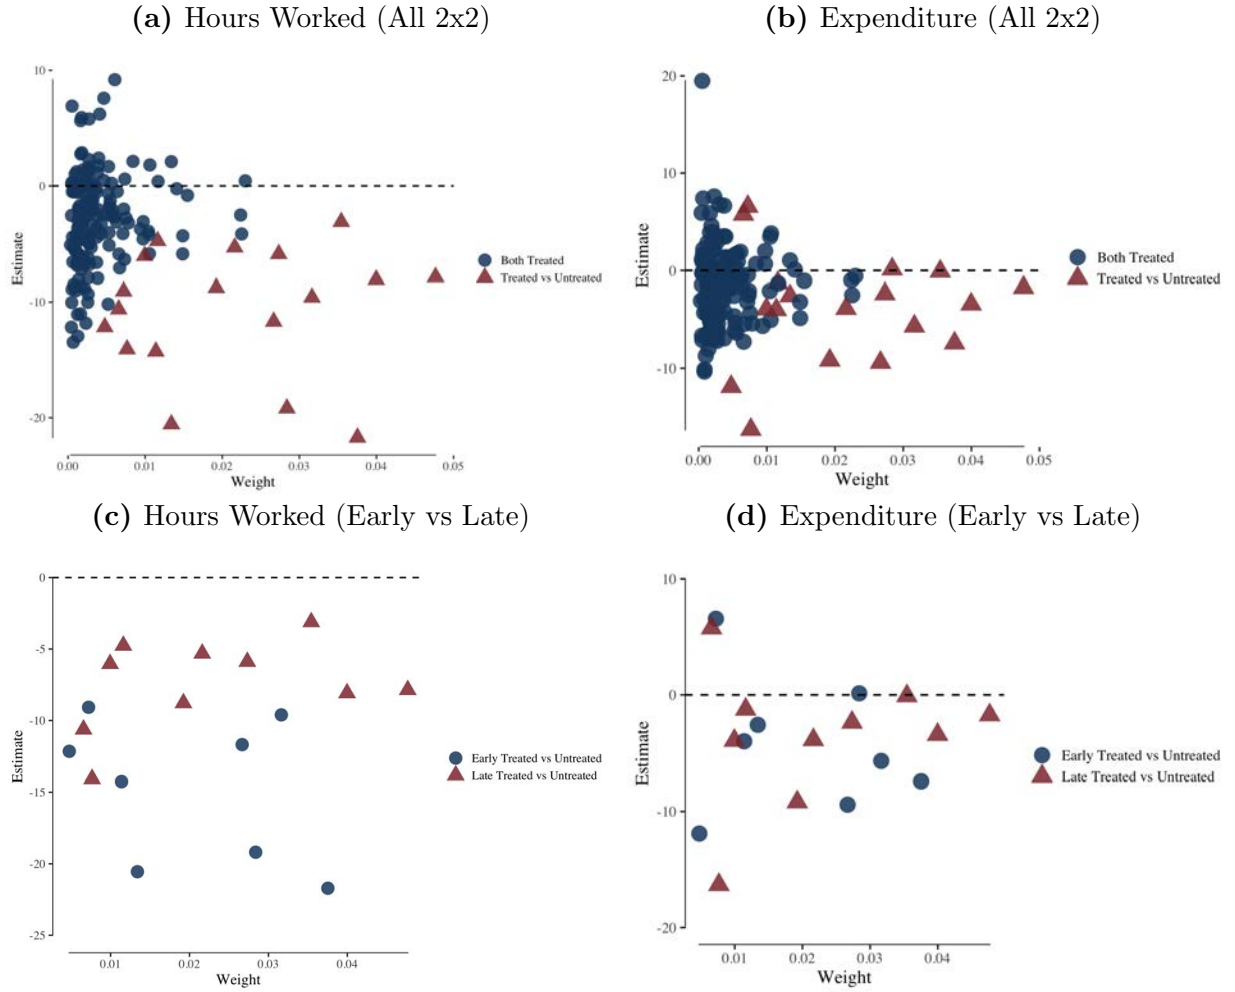 (a) Hours Worked (All 2x2)
10
0
-10
-20
Estimate
0.00 0.01 0.02 0.03 0.04 0.05
Weight
Both Treated
Treated vs Untreated
(b) Expenditure (All 2x2)
20
10
0
-10
Estimate
0.00 0.01 0.02 0.03 0.04 0.05
Weight
Both Treated
Treated vs Untreated
(c) Hours Worked (Early vs Late)
0
-5
-10
-15
-20
-25
Estimate
0.01 0.02 0.03 0.04
Weight
Early Treated vs Untreated
Late Treated vs Untreated
(d) Expenditure (Early vs Late)
10
0
-10
-20
Estimate
0.01 0.02 0.03 0.04
Weight
Early Treated vs Untreated
Late Treated vs Untreated